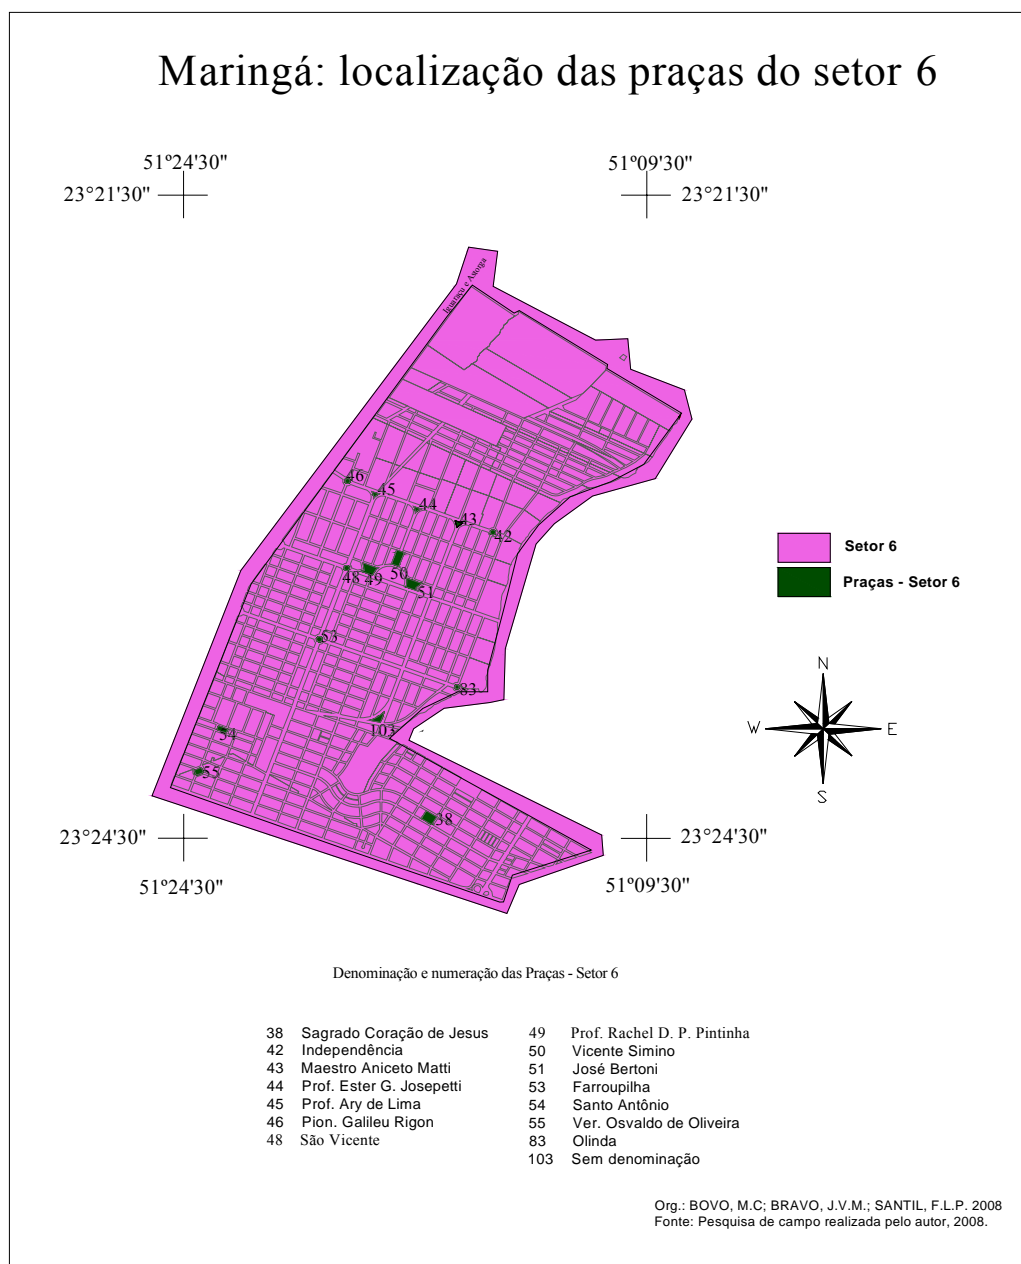 Maringá: localização das praças do setor 6
51º24'30" 51º09'30"
23°21'30" 23°21'30"
Iguaraçu e Astorga
46
45
44
43
42
48 49 50
51
53
83
103
54
55
38
Setor 6
Praças - Setor 6
N
W E
S
23°24'30" 23°24'30"
51º24'30" 51º09'30"
Denominação e numeração das Praças - Setor 6
38 Sagrado Coração de Jesus
42 Independência
43 Maestro Aniceto Matti
44 Prof. Ester G. Josepetti
45 Prof. Ary de Lima
46 Pion. Galileu Rigon
48 São Vicente
49 Prof. Rachel D. P. Pintinha
50 Vicente Simino
51 José Bertoni
53 Farroupilha
54 Santo Antônio
55 Ver. Osvaldo de Oliveira
83 Olinda
103 Sem denominação
Org.: BOVO, M.C; BRAVO, J.V.M.; SANTIL, F.L.P. 2008
Fonte: Pesquisa de campo realizada pelo autor, 2008.